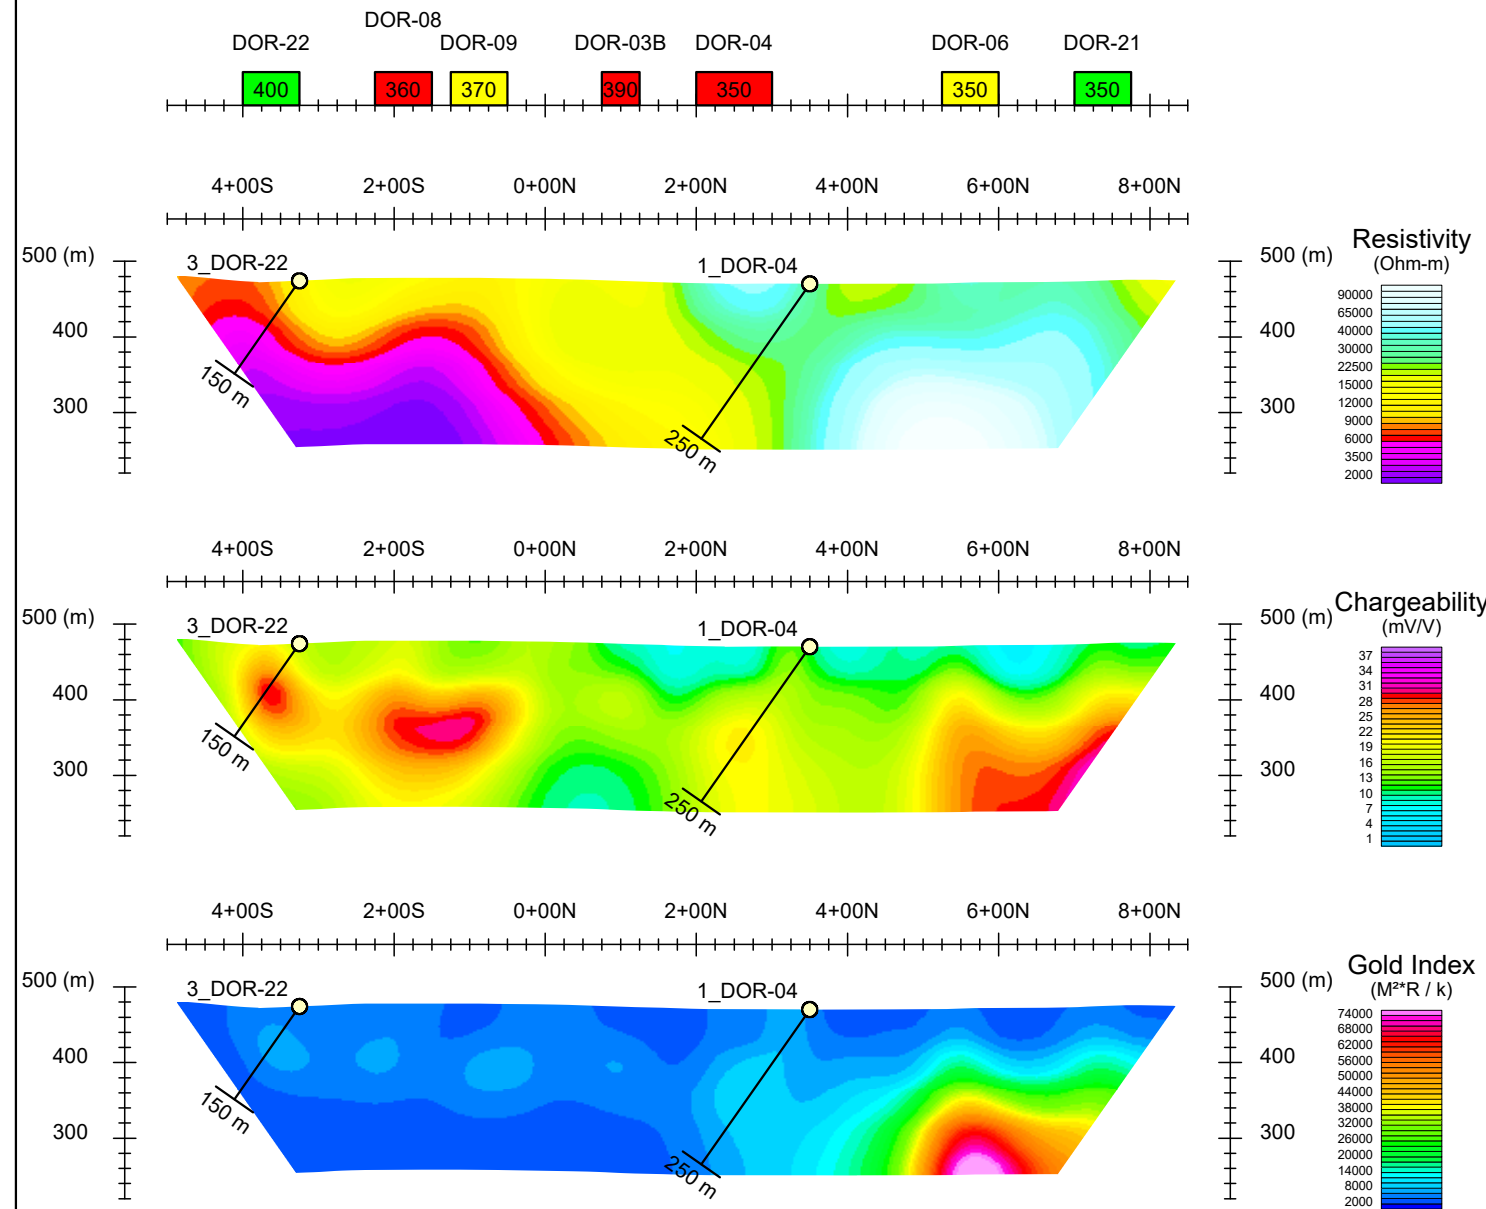 DOR-08
DOR-22 DOR-09 DOR-03B DOR-04 DOR-06 DOR-21
400 360 370 390 350 350 350
4+00S 2+00S 0+00N 2+00N 4+00N 6+00N 8+00N
500 (m) 3_DOR-22 1_DOR-04 500 (m)
400 400
300 300
150 m 250 m
Resistivity
(Ohm-m)
90000
65000
40000
30000
22500
15000
12000
9000
6000
3500
2000
4+00S 2+00S 0+00N 2+00N 4+00N 6+00N 8+00N
500 (m) 3_DOR-22 1_DOR-04 500 (m)
400 400
300 300
150 m 250 m
Chargeability
(mV/V)
37
34
31
28
25
22
19
16
13
10
7
4
1
4+00S 2+00S 0+00N 2+00N 4+00N 6+00N 8+00N
500 (m) 3_DOR-22 1_DOR-04 500 (m)
400 400
300 300
150 m 250 m
Gold Index
(M²*R / k)
74000
68000
62000
56000
50000
44000
38000
32000
26000
20000
14000
8000
2000